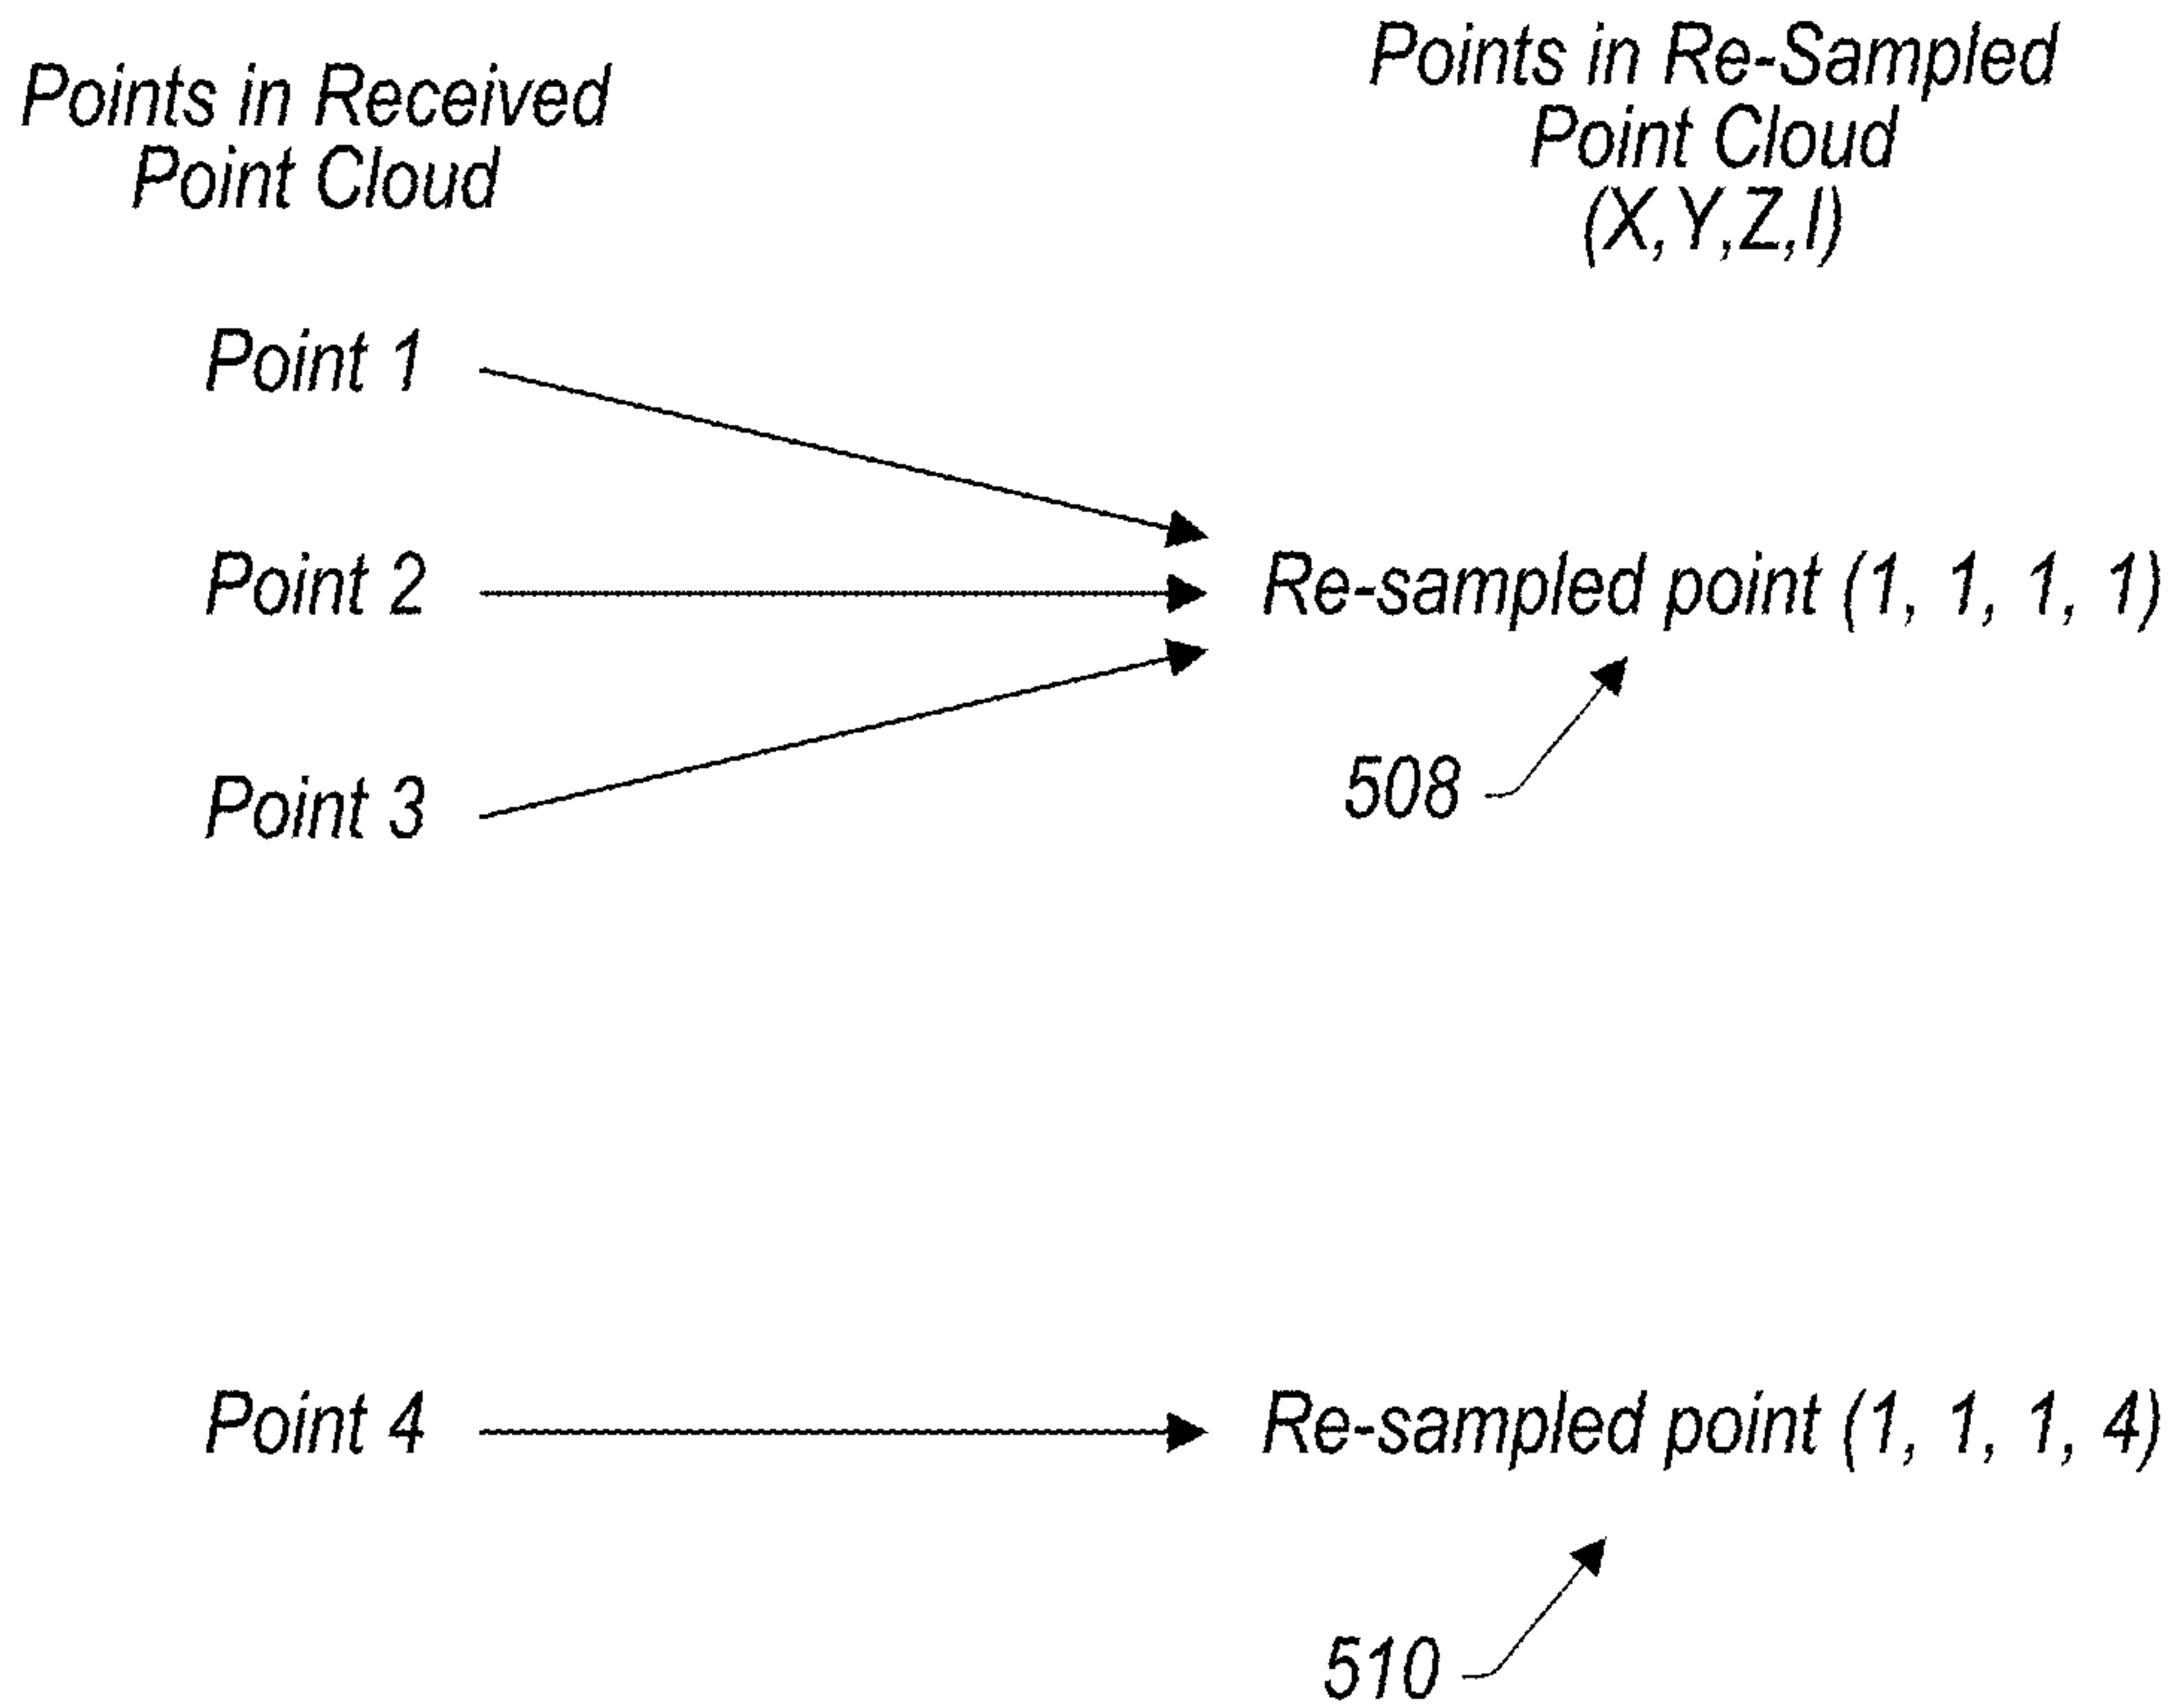 Points in Received
Point Cloud
Points in Re-Sampled
Point Cloud
(X,Y,Z,I)
Point 1
Point 2
Re-sampled point (1, 1, 1, 1)
508
Point 3
Point 4
Re-sampled point (1, 1, 1, 4)
510